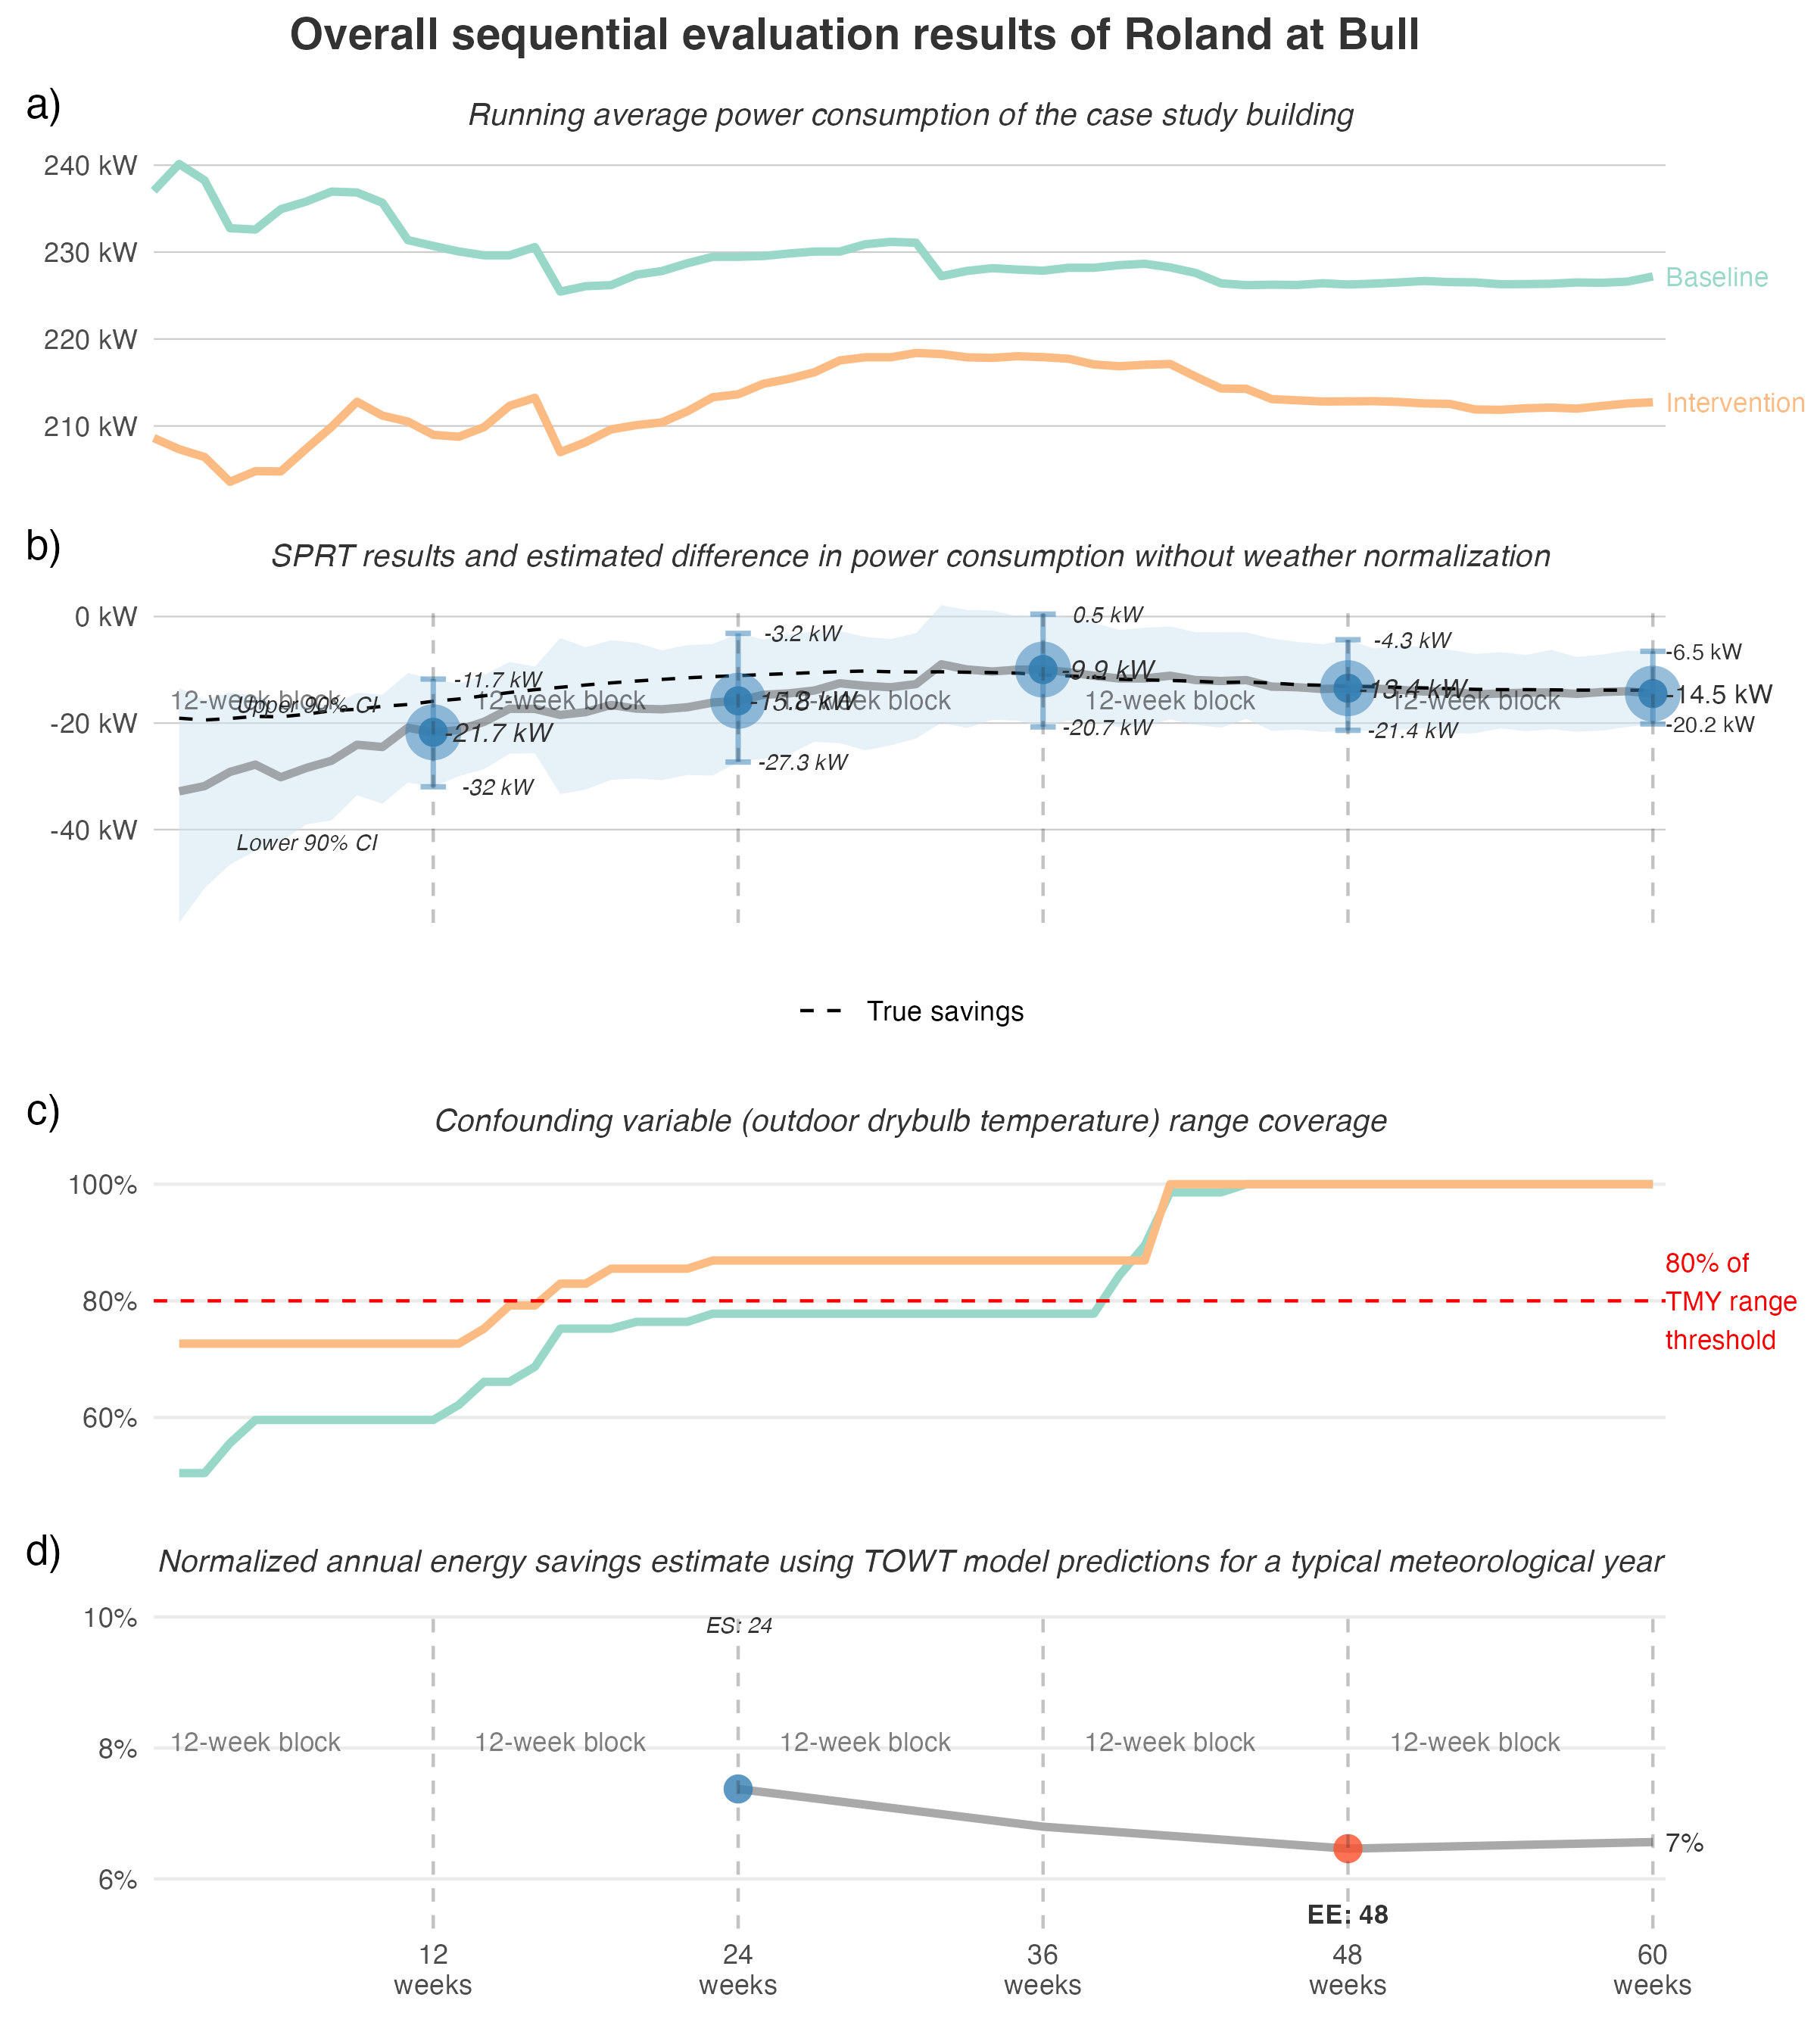 Overall sequential evaluation results of Roland at Bull
a)
Running average power consumption of the case study building
240 kW
230 kW
220 kW
210 kW
Baseline
Intervention
b)
SPRT results and estimated difference in power consumption without weather normalization
0 kW
-20 kW
-40 kW
12-week block
12-week block
12-week block
12-week block
12-week block
Upper 90% CI
Lower 90% CI
-11.7 kW
-21.7 kW
-32 kW
-3.2 kW
-15.8 kW
-27.3 kW
0.5 kW
-9.9 kW
-20.7 kW
-4.3 kW
-13.4 kW
-21.4 kW
-6.5 kW
-14.5 kW
-20.2 kW
True savings
c)
Confounding variable (outdoor drybulb temperature) range coverage
100%
80%
60%
80% of
TMY range
threshold
d)
Normalized annual energy savings estimate using TOWT model predictions for a typical meteorological year
10%
8%
6%
ES: 24
12-week block
12-week block
12-week block
12-week block
12-week block
7%
EE: 48
12
weeks
24
weeks
36
weeks
48
weeks
60
weeks